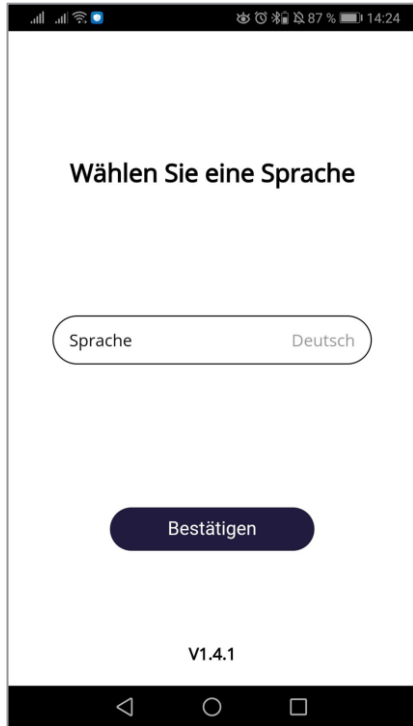 87 % 14:24
Wählen Sie eine Sprache
Sprache Deutsch
Bestätigen
V1.4.1